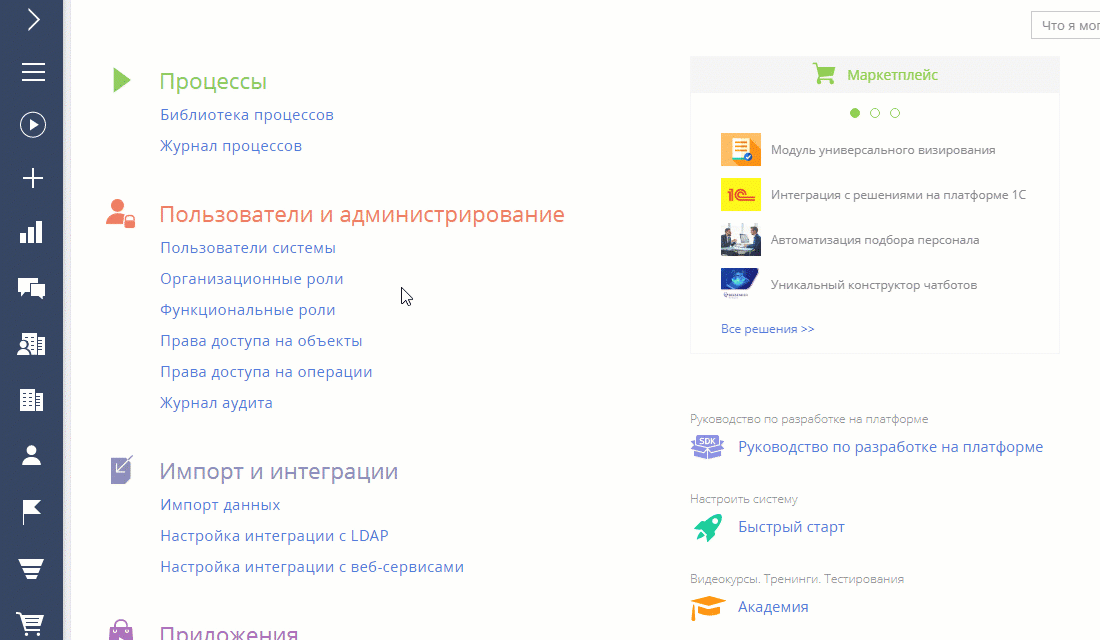 Что я мог
Процессы
Библиотека процессов
Журнал процессов
Пользователи и администрирование
Пользователи системы
Организационные роли
Функциональные роли
Права доступа на объекты
Права доступа на операции
Журнал аудита
Импорт и интеграции
Импорт данных
Настройка интеграции с LDAP
Настройка интеграции с веб-сервисами
Приложения
Маркетплейс
Модуль универсального визирования
1С
Интеграция с решениями на платформе 1С
Автоматизация подбора персонала
Уникальный конструктор чатботов
Все решения >>
Руководство по разработке на платформе
SDK
Руководство по разработке на платформе
Настроить систему
Быстрый старт
Видеокурсы. Тренинги. Тестирования
Академия